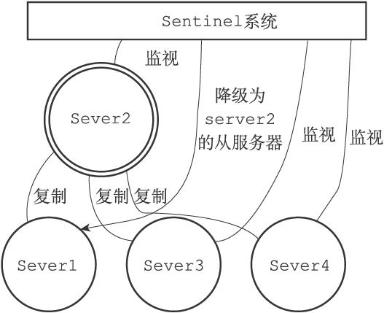 Sentinel系统
监视
降级为
server2
的从服务器
Sever2
监视
监视
复制
复制
复制
Sever1
Sever3
Sever4